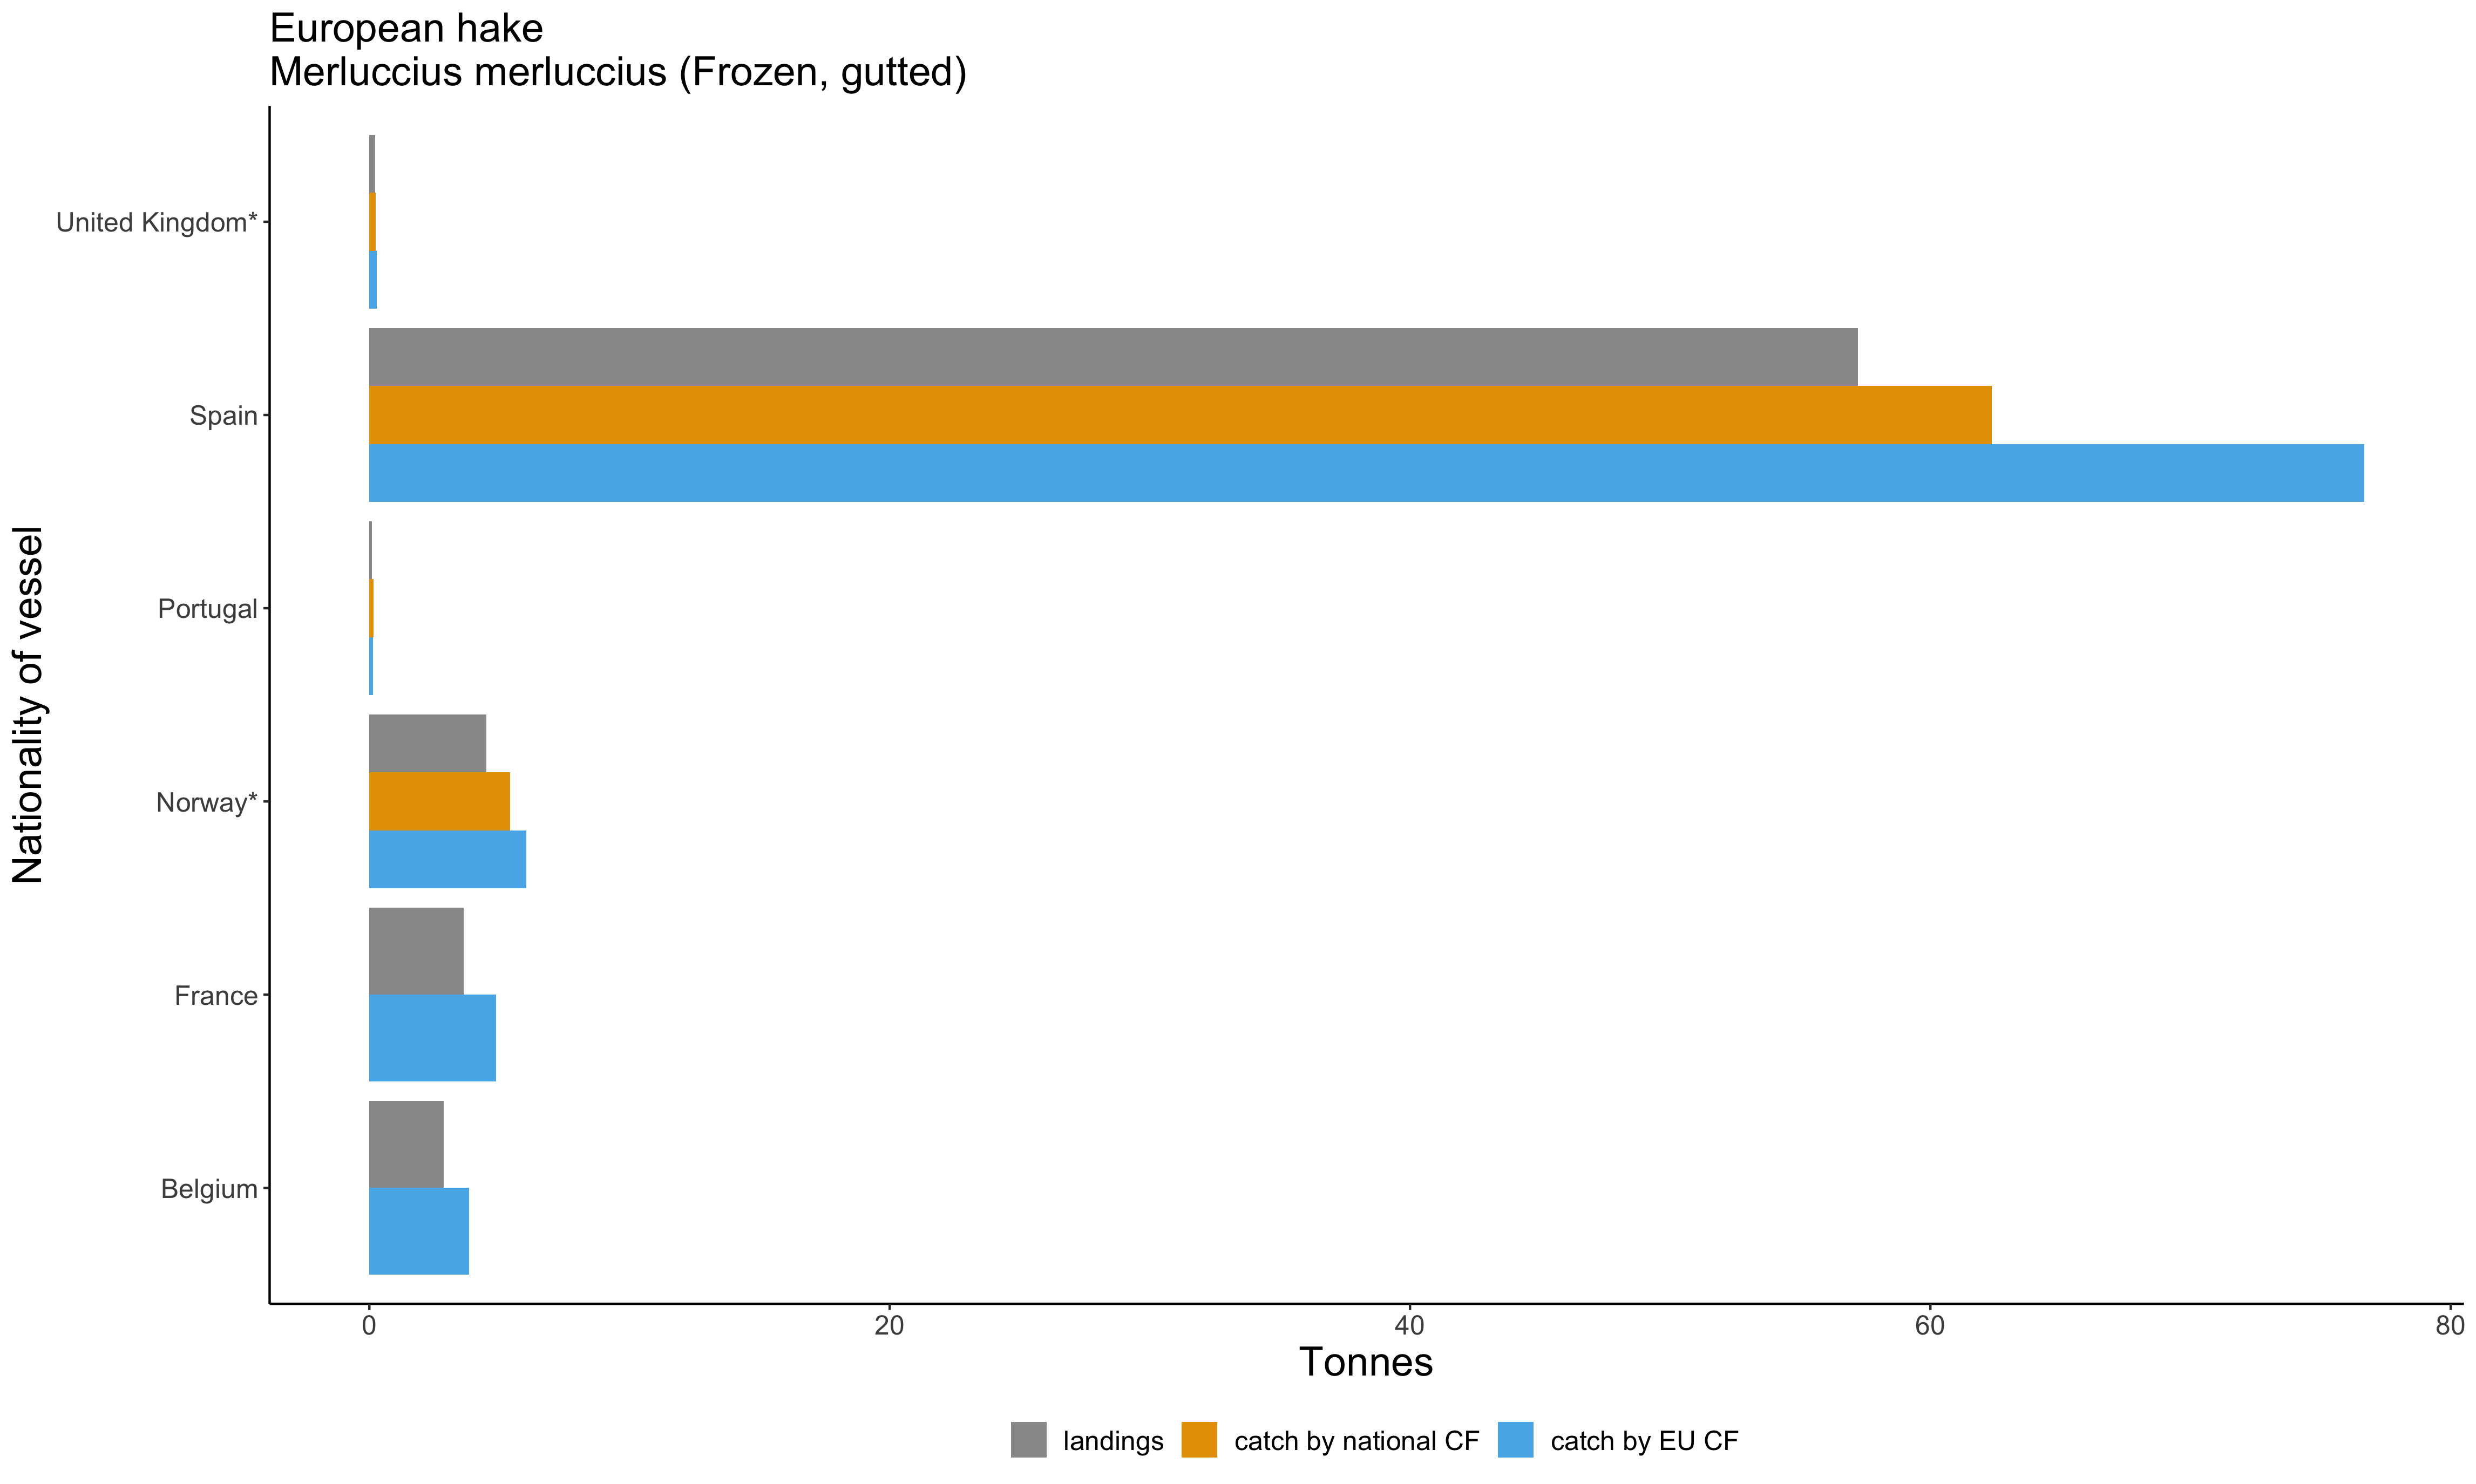 European hake
Merluccius merluccius (Frozen, gutted)
Nationality of vessel
United Kingdom*
Spain
Portugal
Norway*
France
Belgium
0 20 40 60 80
Tonnes
landings catch by national CF catch by EU CF